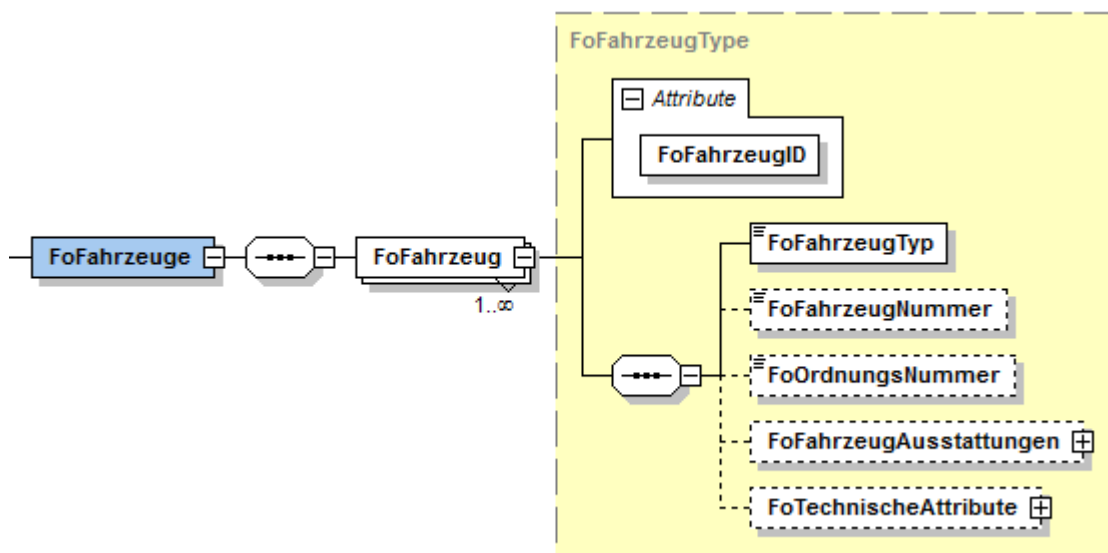 FoFahrzeugType
Attribute
FoFahrzeugID
FoFahrzeuge
FoFahrzeug
1..∞
FoFahrzeugTyp
FoFahrzeugNummer
FoOrdnungsNummer
FoFahrzeugAusstattungen
FoTechnischeAttribute